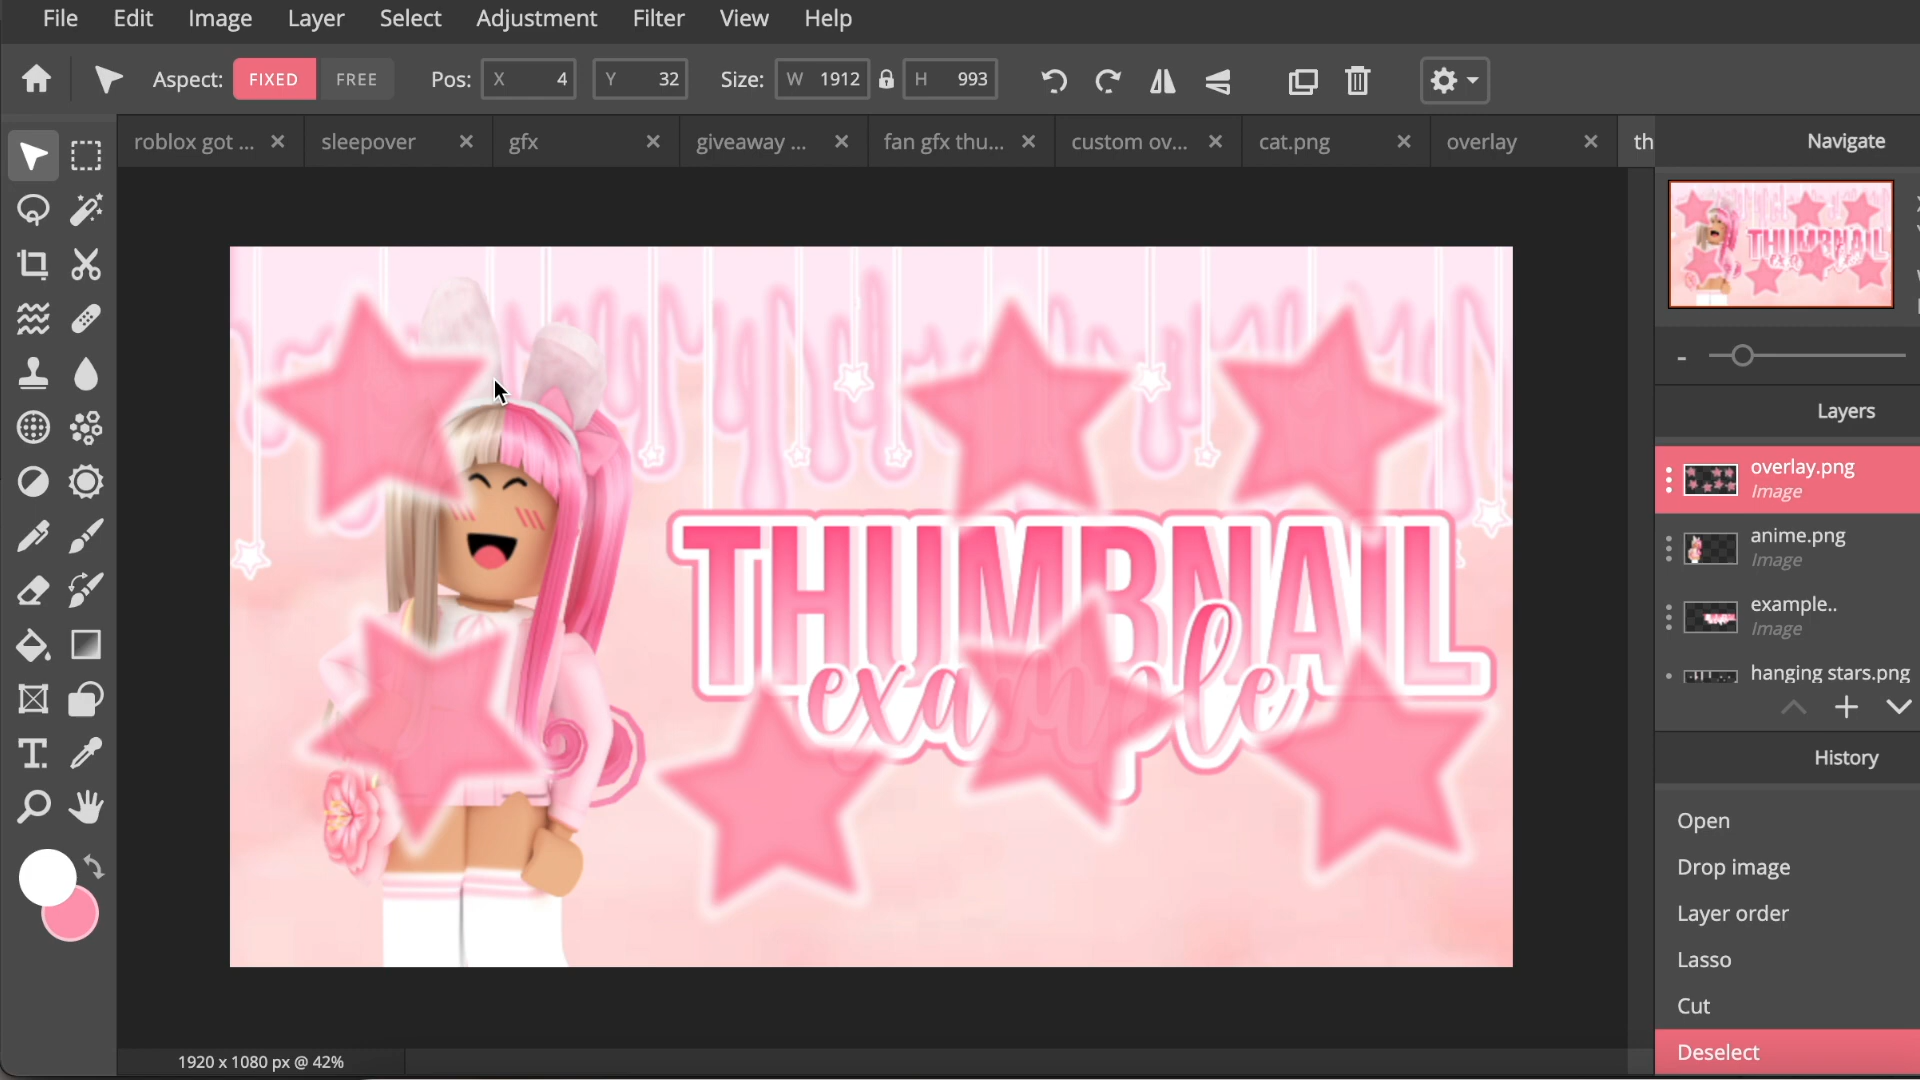 File Edit Image Layer Select Adjustment Filter View Help
Aspect: FIXED FREE Pos: X 4 Y 32 Size: W 1912 H 993
roblox got ... sleepover gfx giveaway ... fan gfx thu... custom ov... cat.png overlay th
Navigate
THUMBNAIL
example
-
Layers
overlay.png
Image
anime.png
Image
example..
Image
hanging stars.png
History
Open
Drop image
Layer order
Lasso
Cut
Deselect
THUMBNAIL
example
1920 x 1080 px @ 42%